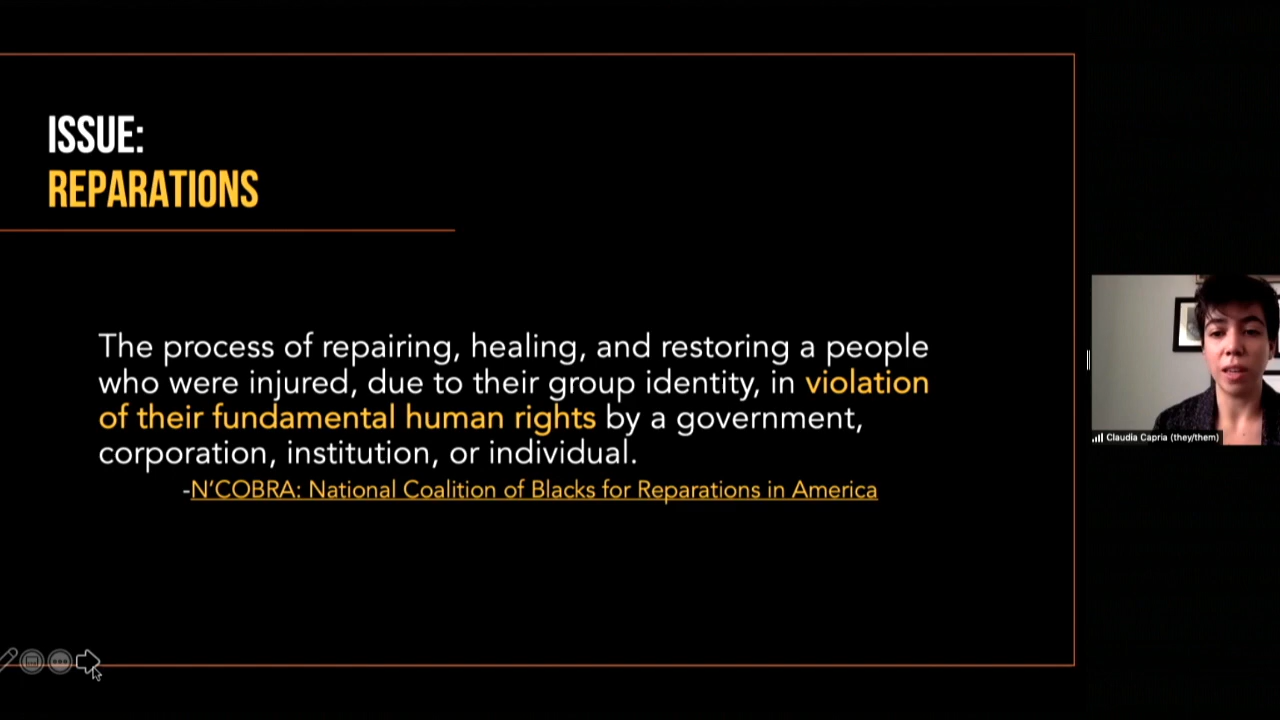 ISSUE:
REPARATIONS
The process of repairing, healing, and restoring a people
who were injured, due to their group identity, in violation
of their fundamental human rights by a government,
corporation, institution, or individual.
-N'COBRA: National Coalition of Blacks for Reparations in America
Claudia Capria (they/them)